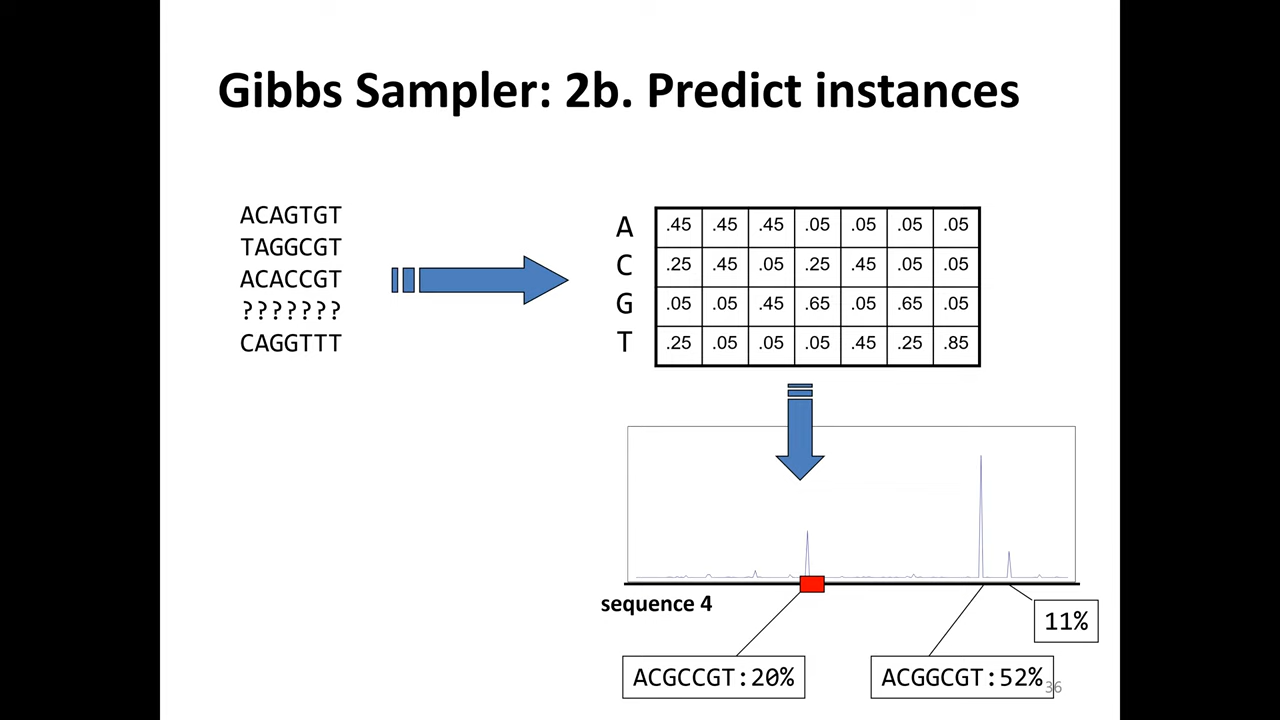 Gibbs Sampler: 2b. Predict instances
ACAGTGT
TAGGCGT
ACACCGT
???????
CAGGTTT
A .45 .45 .45 .05 .05 .05 .05
C .25 .45 .05 .25 .45 .05 .05
G .05 .05 .45 .65 .05 .65 .05
T .25 .05 .05 .05 .45 .25 .85
sequence 4
11%
ACGCCGT:20%
ACGGCGT:52%
36